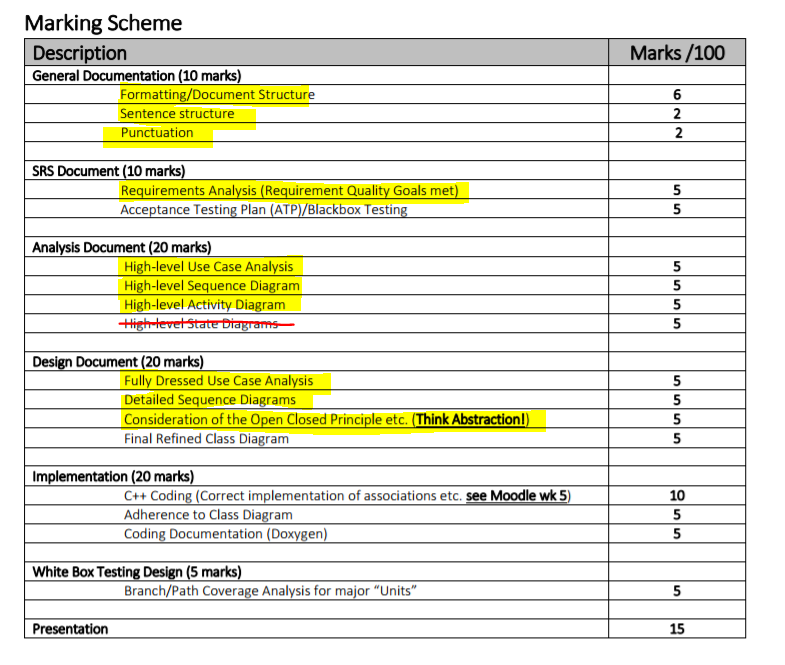 Marking Scheme
Description Marks /100
General Documentation (10 marks)
Formatting/Document Structure 6
Sentence structure 2
Punctuation 2
SRS Document (10 marks)
Requirements Analysis (Requirement Quality Goals met) 5
Acceptance Testing Plan (ATP)/Blackbox Testing 5
Analysis Document (20 marks)
High-level Use Case Analysis 5
High-level Sequence Diagram 5
High-level Activity Diagram 5
High-level State Diagrams 5
Design Document (20 marks)
Fully Dressed Use Case Analysis 5
Detailed Sequence Diagrams 5
Consideration of the Open Closed Principle etc. (Think Abstraction!) 5
Final Refined Class Diagram 5
Implementation (20 marks)
C++ Coding (Correct implementation of associations etc. see Moodle wk 5) 10
Adherence to Class Diagram 5
Coding Documentation (Doxygen) 5
White Box Testing Design (5 marks)
Branch/Path Coverage Analysis for major “Units” 5
Presentation 15